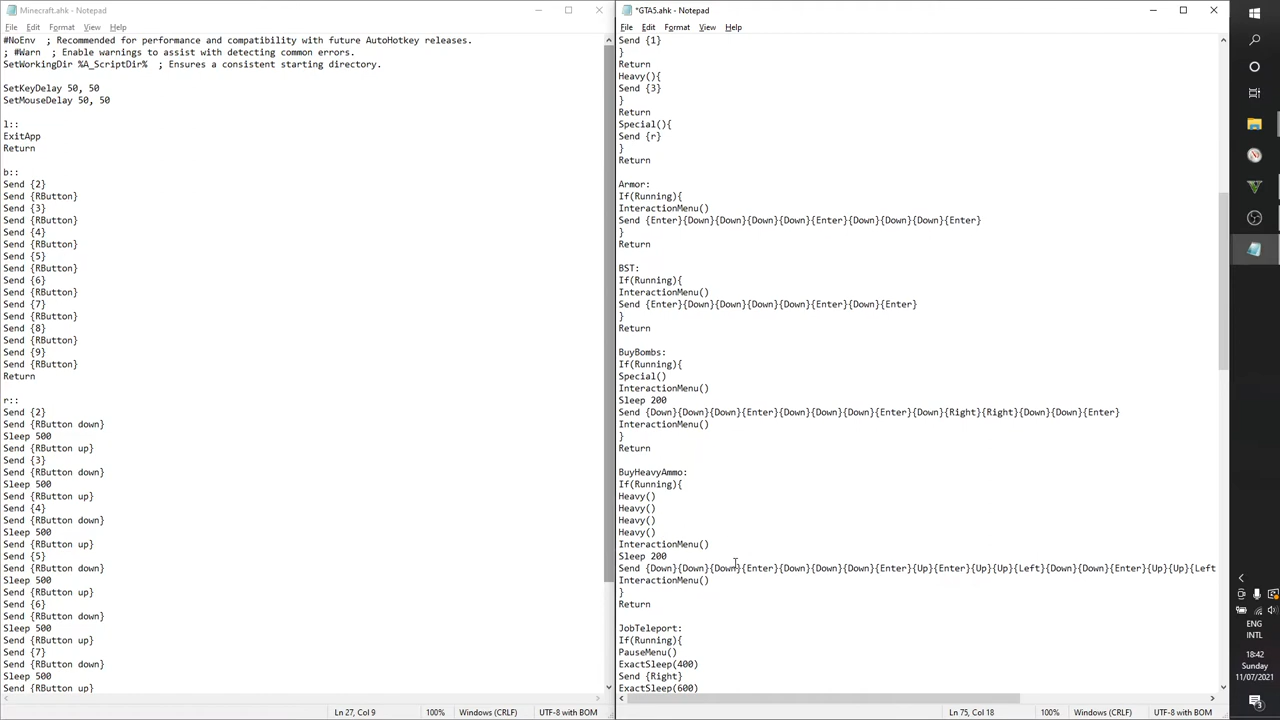 Minecraft.ahk - Notepad
File Edit Format View Help
#NoEnv  ; Recommended for performance and compatibility with future AutoHotkey releases.
; #Warn  ; Enable warnings to assist with detecting common errors.
SetWorkingDir %A_ScriptDir%  ; Ensures a consistent starting directory.
SetKeyDelay 50, 50
SetMouseDelay 50, 50
l::
ExitApp
Return
b::
Send {2}
Send {RButton}
Send {3}
Send {RButton}
Send {4}
Send {RButton}
Send {5}
Send {RButton}
Send {6}
Send {RButton}
Send {7}
Send {RButton}
Send {8}
Send {RButton}
Send {9}
Send {RButton}
Return
r::
Send {2}
Send {RButton down}
Sleep 500
Send {RButton up}
Send {3}
Send {RButton down}
Sleep 500
Send {RButton up}
Send {4}
Send {RButton down}
Sleep 500
Send {RButton up}
Send {5}
Send {RButton down}
Sleep 500
Send {RButton up}
Send {6}
Send {RButton down}
Sleep 500
Send {RButton up}
Send {7}
Send {RButton down}
Sleep 500
Send {RButton up}
Ln 27, Col 9 100% Windows (CRLF) UTF-8 with BOM
*GTA5.ahk - Notepad
File Edit Format View Help
Send {1}
}
Return
Heavy(){
Send {3}
}
Return
Special(){
Send {r}
}
Return
Armor:
If(Running){
InteractionMenu()
Send {Enter}{Down}{Down}{Down}{Down}{Enter}{Down}{Down}{Down}{Enter}
}
Return
BST:
If(Running){
InteractionMenu()
Send {Enter}{Down}{Down}{Down}{Down}{Enter}{Down}{Enter}
}
Return
BuyBombs:
If(Running){
Special()
InteractionMenu()
Sleep 200
Send {Down}{Down}{Down}{Enter}{Down}{Down}{Down}{Enter}{Down}{Right}{Right}{Down}{Down}{Enter}
InteractionMenu()
}
Return
BuyHeavyAmmo:
If(Running){
Heavy()
Heavy()
Heavy()
Heavy()
InteractionMenu()
Sleep 200
Send {Down}{Down}{Down}{Enter}{Down}{Down}{Down}{Enter}{Up}{Enter}{Up}{Up}{Left}{Down}{Down}{Enter}{Up}{Up}{Left
InteractionMenu()
}
Return
JobTeleport:
If(Running){
PauseMenu()
ExactSleep(400)
Send {Right}
ExactSleep(600)
Ln 75, Col 18 100% Windows (CRLF) UTF-8 with BOM
ENG
INTL
18:42
Sunday
11/07/2021
3